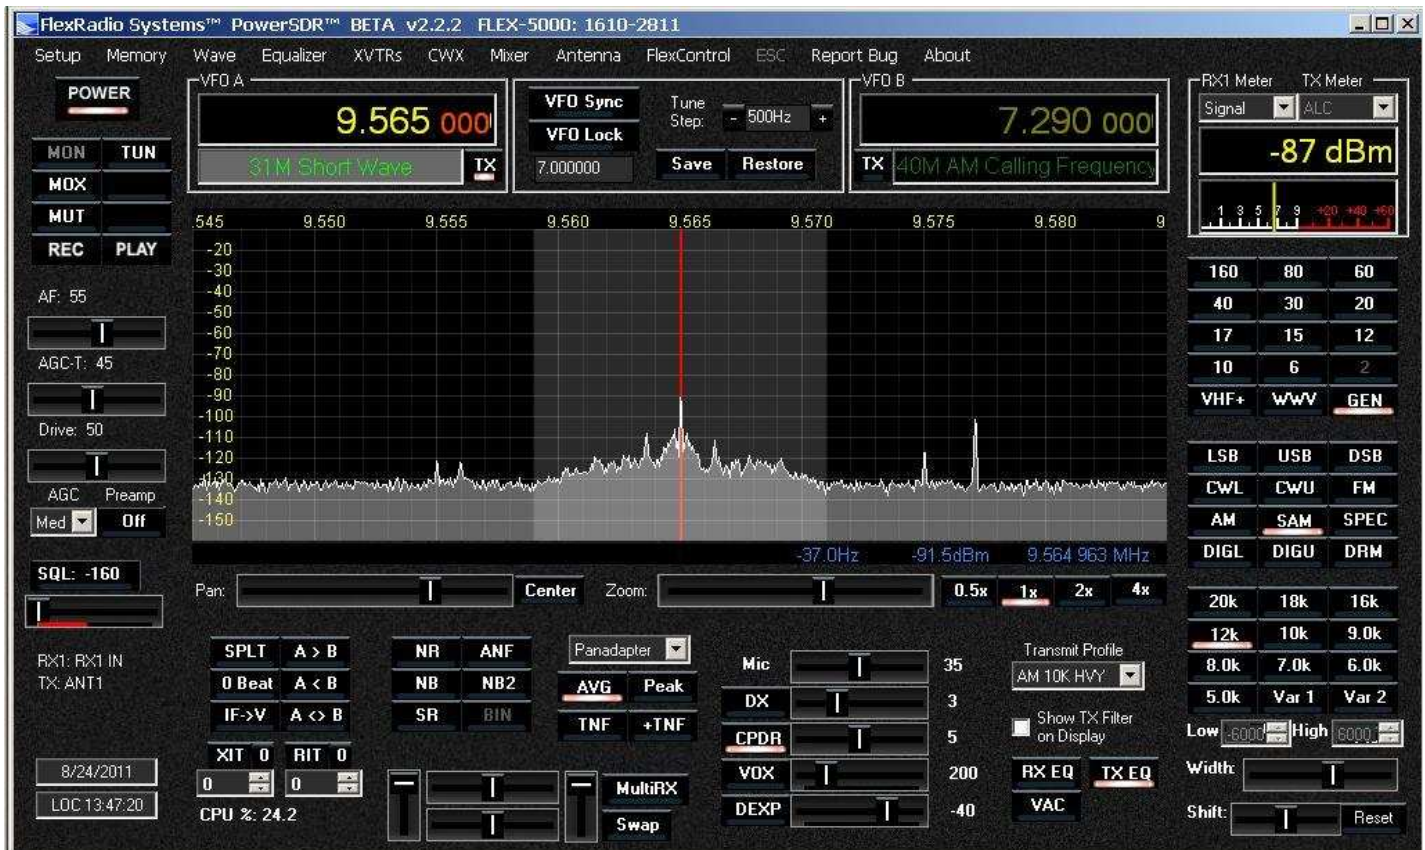 FlexRadio Systems™ PowerSDR™ BETA v2.2.2 FLEX-5000: 1610-2811
Setup Memory Wave Equalizer XVTRs CWX Mixer Antenna FlexControl ESC Report Bug About
POWER
MON TUN
MOX
MUT
REC PLAY
VFO A
9.565 000
31M Short Wave TX
VFO Sync
VFO Lock
7.000000
Tune Step: - 500Hz +
Save Restore
VFO B
7.290 000
TX 40M AM Calling Frequency
RX1 Meter TX Meter
Signal ALC
-87 dBm
1 3 5 7 9 +20 +40 +60
.545 9.550 9.555 9.560 9.565 9.570 9.575 9.580 9
-20
-30
-40
-50
-60
-70
-80
-90
-100
-110
-120
-130
-140
-150
-37.0Hz -91.5dBm 9.564 963 MHz
AF: 55
AGC-T: 45
Drive: 50
AGC Preamp
Med Off
SQL: -160
RX1: RX1 IN
TX: ANT1
8/24/2011
LOC 13:47:20
Pan: Center Zoom: 0.5x 1x 2x 4x
SPLT A > B
0 Beat A < B
IF->V A <> B
XIT 0 RIT 0
0 0
CPU %: 24.2
NR ANF
NB NB2
SR BIN
Panadapter
AVG Peak
TNF +TNF
MultiRX
Swap
Mic 35
DX 3
CPDR 5
VOX 200
DEXP -40
Transmit Profile
AM 10K HVY
Show TX Filter
on Display
RX EQ TX EQ
VAC
160 80 60
40 30 20
17 15 12
10 6 2
VHF+ WWV GEN
LSB USB DSB
CWL CWU FM
AM SAM SPEC
DIGL DIGU DRM
20k 18k 16k
12k 10k 9.0k
8.0k 7.0k 6.0k
5.0k Var 1 Var 2
Low -6000 High 6000
Width:
Shift: Reset